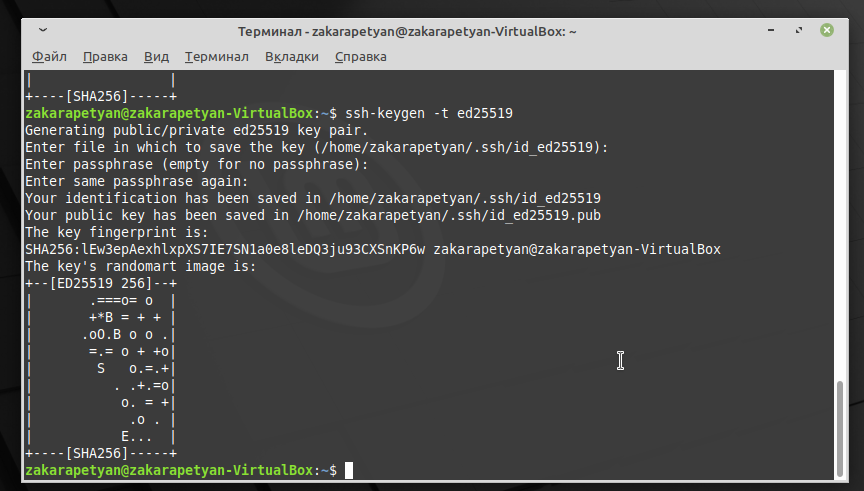 Терминал - zakarapetyan@zakarapetyan-VirtualBox: ~
Файл Правка Вид Терминал Вкладки Справка
|                 |
+----[SHA256]-----+
zakarapetyan@zakarapetyan-VirtualBox:~$ ssh-keygen -t ed25519
Generating public/private ed25519 key pair.
Enter file in which to save the key (/home/zakarapetyan/.ssh/id_ed25519):
Enter passphrase (empty for no passphrase):
Enter same passphrase again:
Your identification has been saved in /home/zakarapetyan/.ssh/id_ed25519
Your public key has been saved in /home/zakarapetyan/.ssh/id_ed25519.pub
The key fingerprint is:
SHA256:lEw3epAexhlxpXS7IE7SN1a0e8leDQ3ju93CXSnKP6w zakarapetyan@zakarapetyan-VirtualBox
The key's randomart image is:
+--[ED25519 256]--+
|       .===o= o  |
|       +*B = + + |
|      .oO.B o o .|
|       =.= o + +o|
|        S   o.=.+|
|          . .+.=o|
|           o. = +|
|            .o . |
|           E...  |
+----[SHA256]-----+
zakarapetyan@zakarapetyan-VirtualBox:~$